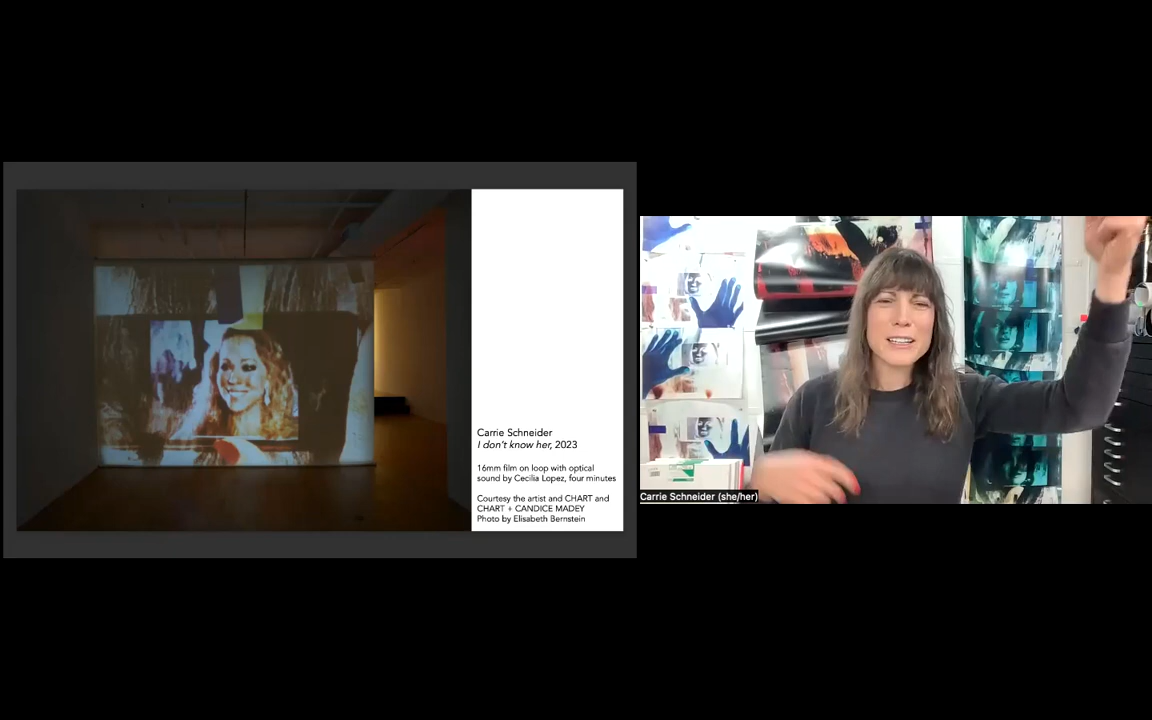 Carrie Schneider
I don't know her, 2023
16mm film on loop with optical
sound by Cecilia Lopez, four minutes
Courtesy the artist and CHART and
CHART + CANDICE MADEY
Photo by Elisabeth Bernstein
Carrie Schneider (she/her)